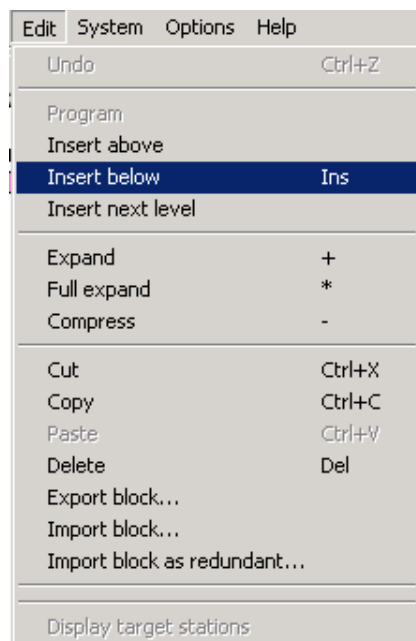 Edit System Options Help
Undo Ctrl+Z
Program
Insert above
Insert below Ins
Insert next level
Expand +
Full expand *
Compress -
Cut Ctrl+X
Copy Ctrl+C
Paste Ctrl+V
Delete Del
Export block...
Import block...
Import block as redundant...
Display target stations